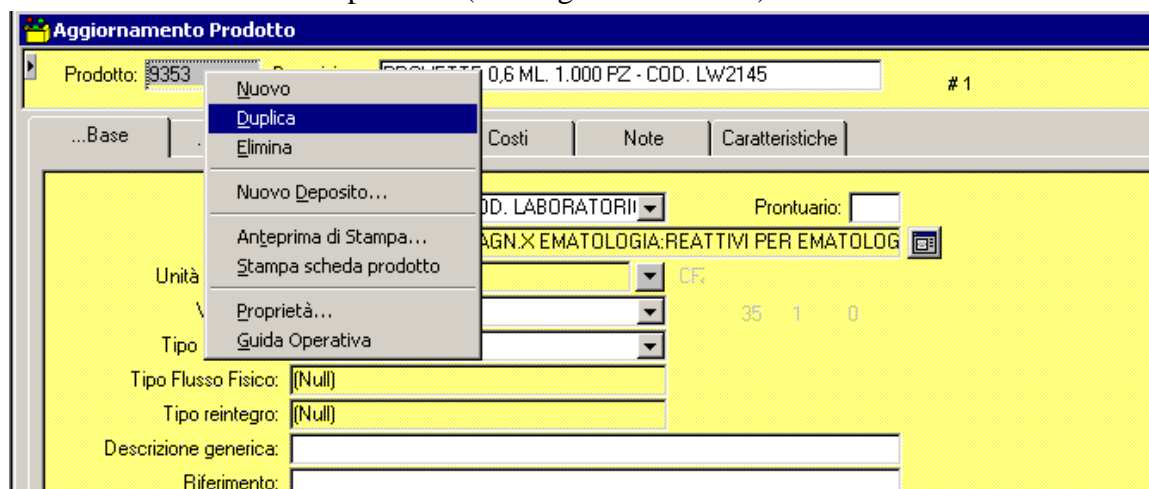 Aggiornamento Prodotto
Prodotto: 9353 0,6 ML. 1.000 PZ - COD. LW2145 # 1
...Base Costi Note Caratteristiche
Nuovo
Duplica
Elimina
Nuovo Deposito...
Anteprima di Stampa...
Stampa scheda prodotto
Proprietà...
Guida Operativa
OD. LABORATORI Prontuario:
AGN.X EMATOLOGIA:REATTIVI PER EMATOLOG
Unità CFZ
35 1 0
Tipo
Tipo Flusso Fisico: (Null)
Tipo reintegro: (Null)
Descrizione generica:
Riferimento: